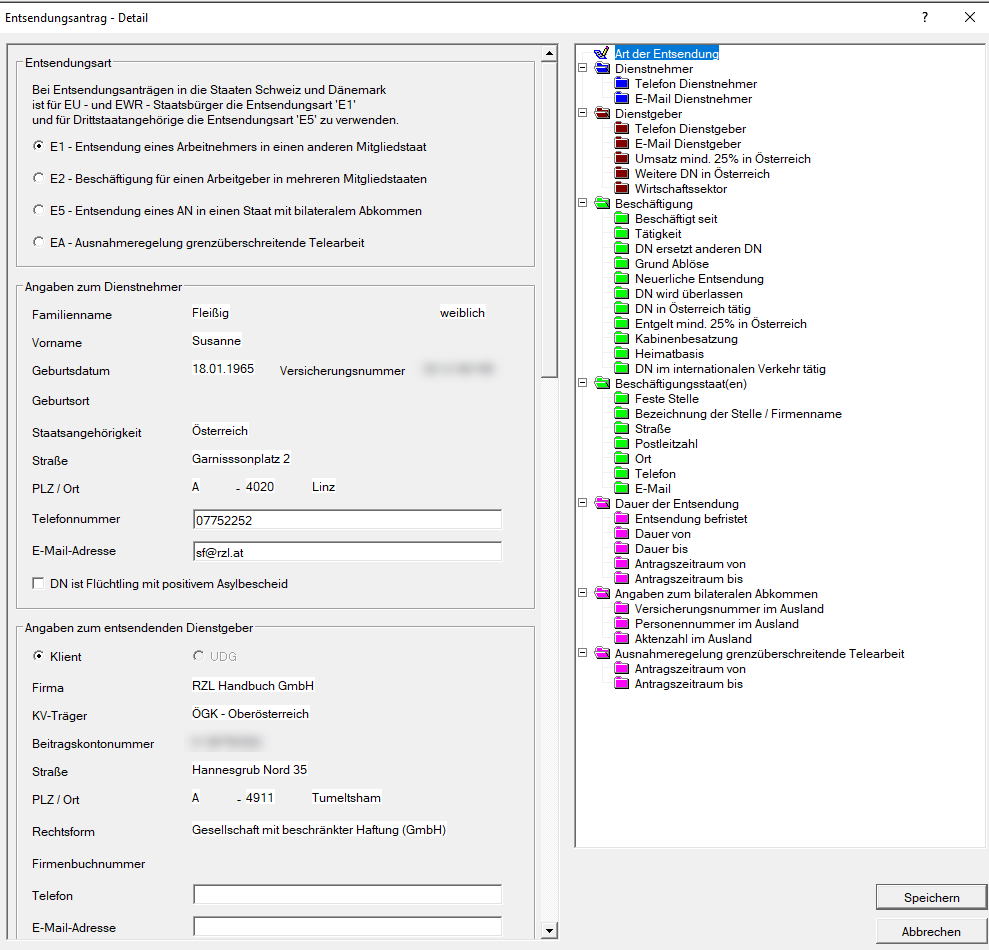 Entsendungsantrag - Detail
?
Entsendungsart
Bei Entsendungsanträgen in die Staaten Schweiz und Dänemark
ist für EU - und EWR - Staatsbürger die Entsendungsart 'E1'
und für Drittstaatangehörige die Entsendungsart 'E5' zu verwenden.
E1 - Entsendung eines Arbeitnehmers in einen anderen Mitgliedstaat
E2 - Beschäftigung für einen Arbeitgeber in mehreren Mitgliedstaaten
E5 - Entsendung eines AN in einen Staat mit bilateralem Abkommen
EA - Ausnahmeregelung grenzüberschreitende Telearbeit
Angaben zum Dienstnehmer
Familienname Fleißig weiblich
Vorname Susanne
Geburtsdatum 18.01.1965 Versicherungsnummer
Geburtsort
Staatsangehörigkeit Österreich
Straße Garnisssonplatz 2
PLZ / Ort A - 4020 Linz
Telefonnummer 07752252
E-Mail-Adresse sf@rzl.at
DN ist Flüchtling mit positivem Asylbescheid
Angaben zum entsendenden Dienstgeber
Klient UDG
Firma RZL Handbuch GmbH
KV-Träger ÖGK - Oberösterreich
Beitragskontonummer
Straße Hannesgrub Nord 35
PLZ / Ort A - 4911 Tumeltsham
Rechtsform Gesellschaft mit beschränkter Haftung (GmbH)
Firmenbuchnummer
Telefon
E-Mail-Adresse
Art der Entsendung
Dienstnehmer
Telefon Dienstnehmer
E-Mail Dienstnehmer
Dienstgeber
Telefon Dienstgeber
E-Mail Dienstgeber
Umsatz mind. 25% in Österreich
Weitere DN in Österreich
Wirtschaftssektor
Beschäftigung
Beschäftigt seit
Tätigkeit
DN ersetzt anderen DN
Grund Ablöse
Neuerliche Entsendung
DN wird überlassen
DN in Österreich tätig
Entgelt mind. 25% in Österreich
Kabinenbesatzung
Heimatbasis
DN im internationalen Verkehr tätig
Beschäftigungsstaat(en)
Feste Stelle
Bezeichnung der Stelle / Firmenname
Straße
Postleitzahl
Ort
Telefon
E-Mail
Dauer der Entsendung
Entsendung befristet
Dauer von
Dauer bis
Antragszeitraum von
Antragszeitraum bis
Angaben zum bilateralen Abkommen
Versicherungsnummer im Ausland
Personennummer im Ausland
Aktenzahl im Ausland
Ausnahmeregelung grenzüberschreitende Telearbeit
Antragszeitraum von
Antragszeitraum bis
Speichern
Abbrechen